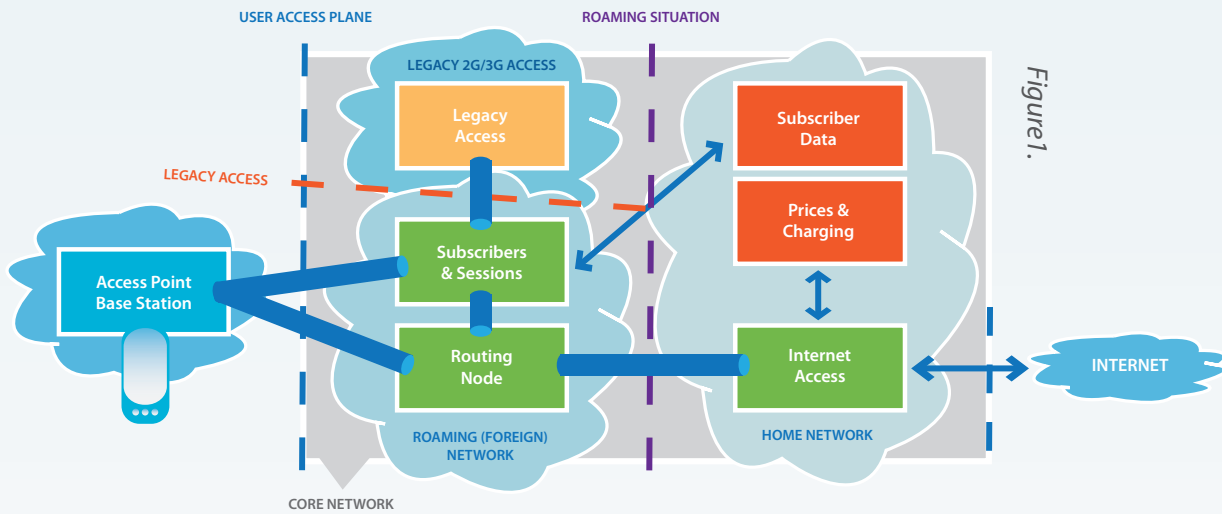 USER ACCESS PLANE
ROAMING SITUATION
LEGACY 2G/3G ACCESS
Legacy
Access
Subscriber
Data
Figure1.
LEGACY ACCESS
Prices &
Charging
Subscribers
& Sessions
Access Point
Base Station
Routing
Node
Internet
Access
INTERNET
ROAMING (FOREIGN)
NETWORK
HOME NETWORK
CORE NETWORK